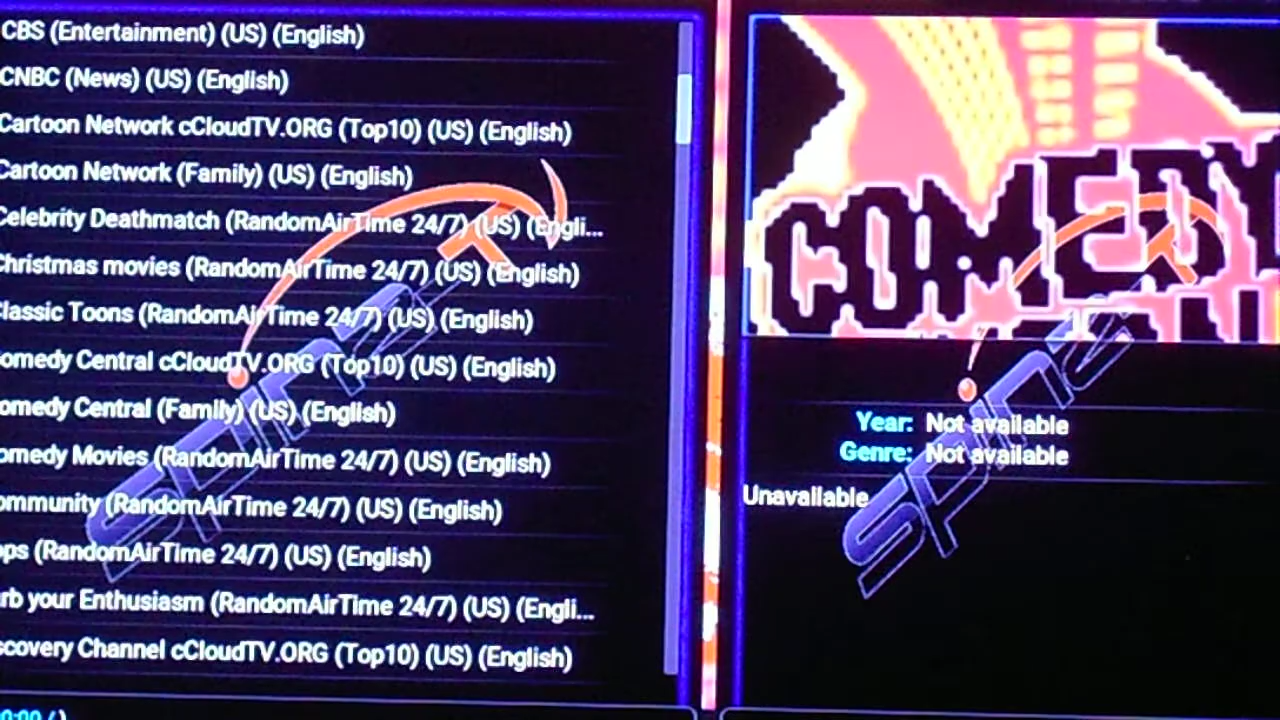 CBS (Entertainment) (US) (English)
CNBC (News) (US) (English)
Cartoon Network cCloudTV.ORG (Top10) (US) (English)
Cartoon Network (Family) (US) (English)
Celebrity Deathmatch (RandomAirTime 24/7) (US) (Engli...
Christmas movies (RandomAirTime 24/7) (US) (English)
lassic Toons (RandomAirTime 24/7) (US) (English)
omedy Central cCloudTV.ORG (Top10) (US) (English)
omedy Central (Family) (US) (English)
omedy Movies (RandomAirTime 24/7) (US) (English)
ommunity (RandomAirTime 24/7) (US) (English)
ops (RandomAirTime 24/7) (US) (English)
rb your Enthusiasm (RandomAirTime 24/7) (US) (Engli...
scovery Channel cCloudTV.ORG (Top10) (US) (English)
COMEDY
Year: Not available
Genre: Not available
Unavailable